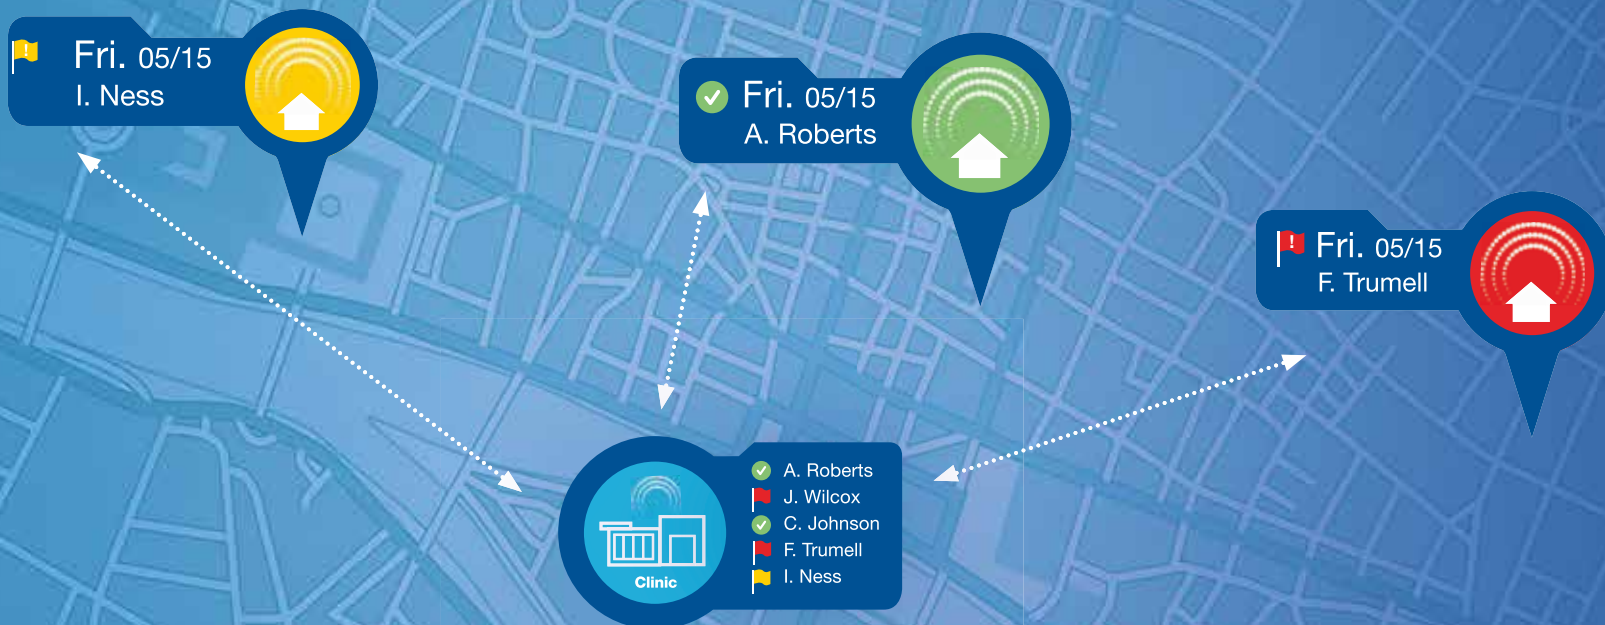 Fri. 05/15
I. Ness
Fri. 05/15
A. Roberts
Fri. 05/15
F. Trumell
Clinic
A. Roberts
J. Wilcox
C. Johnson
F. Trumell
I. Ness